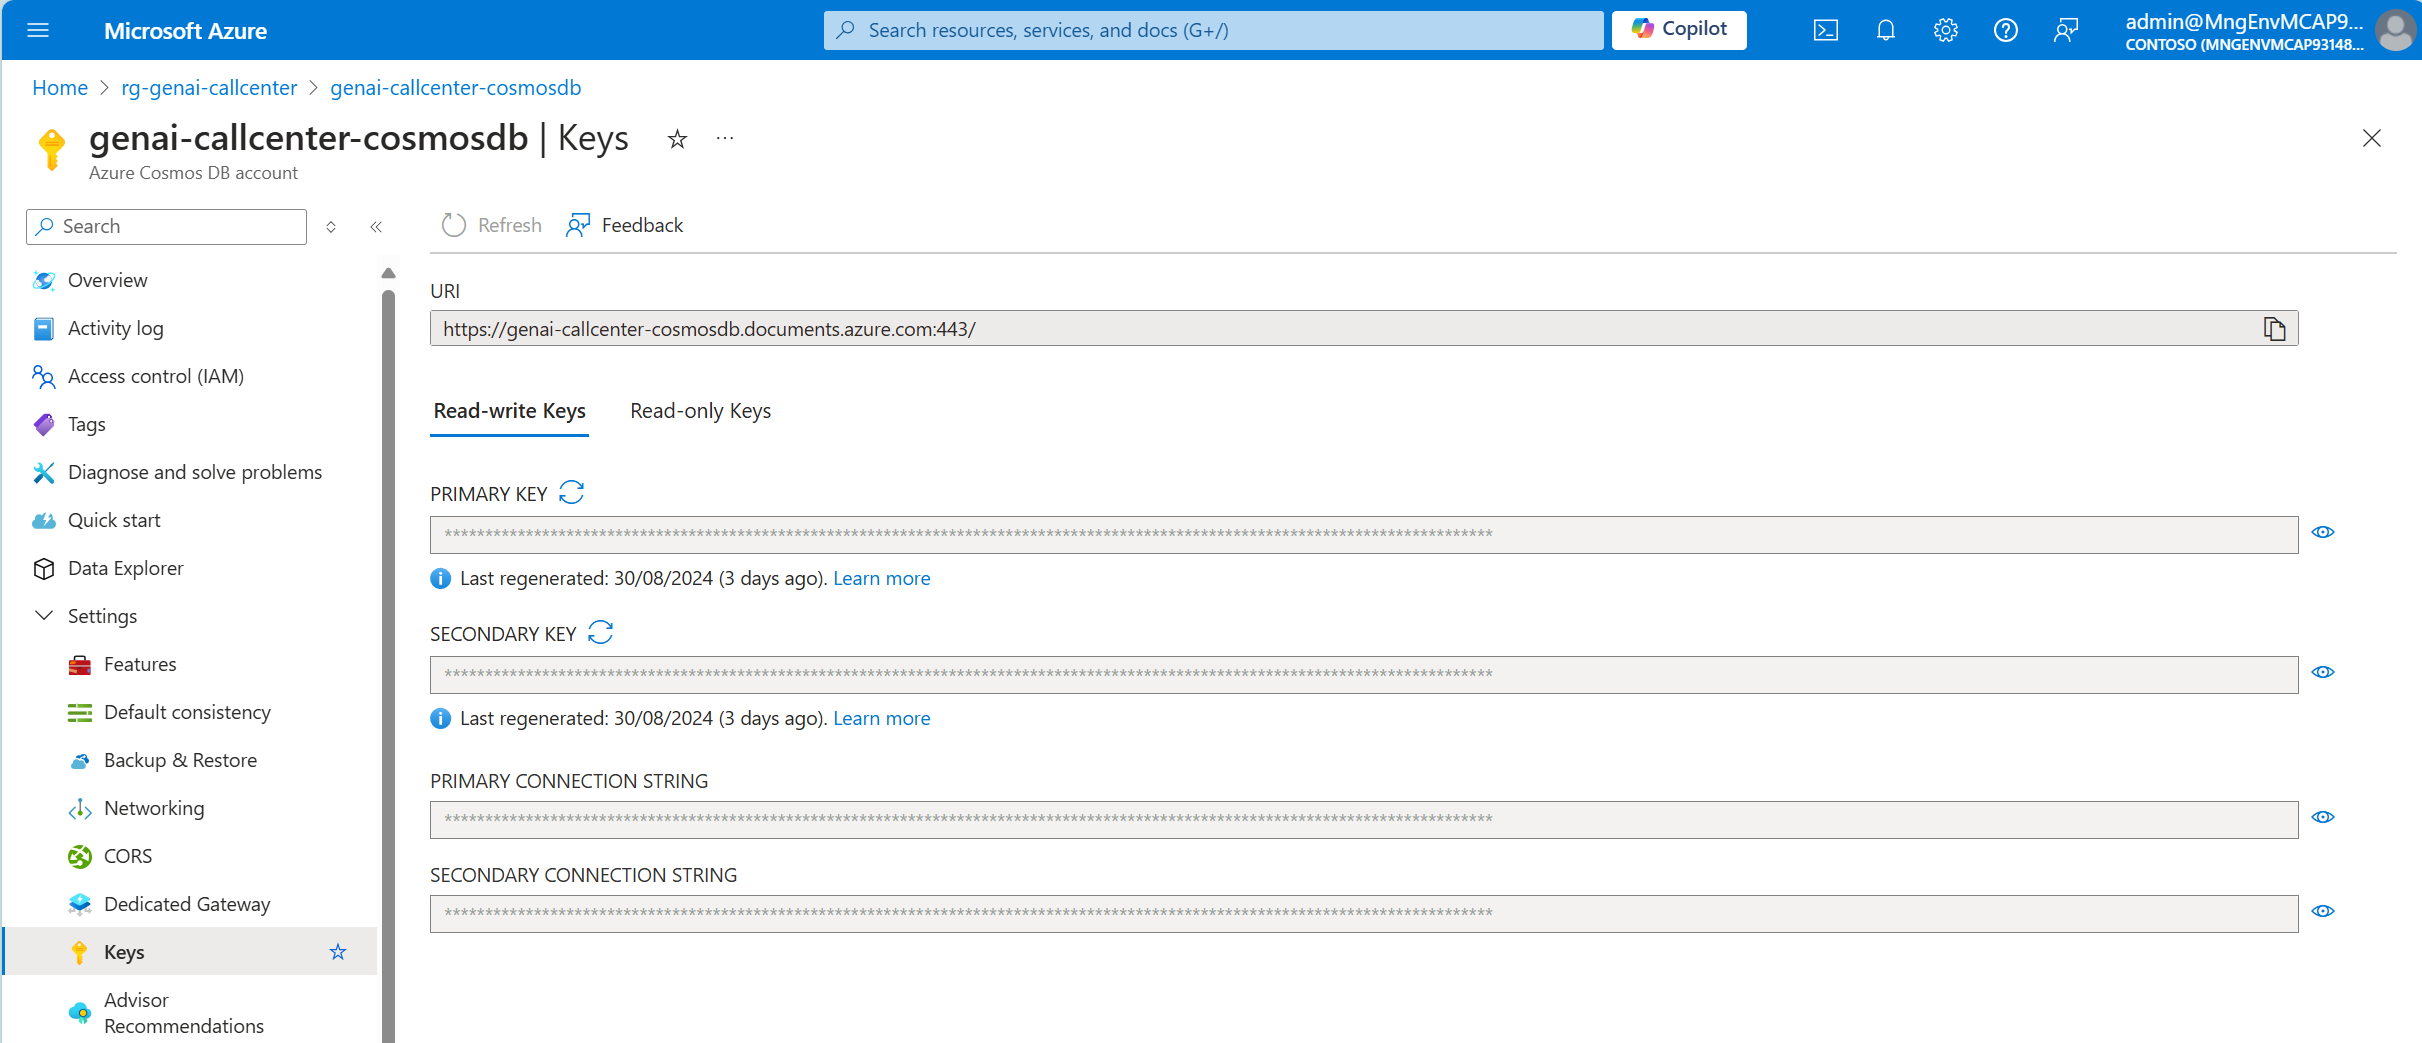 Microsoft Azure
Search resources, services, and docs (G+/)
Copilot
admin@MngEnvMCAP9...
CONTOSO (MNGENVMCAP93148...
Home > rg-genai-callcenter > genai-callcenter-cosmosdb
genai-callcenter-cosmosdb | Keys
Azure Cosmos DB account
Search
Refresh
Feedback
Overview
Activity log
Access control (IAM)
Tags
Diagnose and solve problems
Quick start
Data Explorer
Settings
Features
Default consistency
Backup & Restore
Networking
CORS
Dedicated Gateway
Keys
Advisor
Recommendations
URI
https://genai-callcenter-cosmosdb.documents.azure.com:443/
Read-write Keys
Read-only Keys
PRIMARY KEY
Last regenerated: 30/08/2024 (3 days ago). Learn more
SECONDARY KEY
Last regenerated: 30/08/2024 (3 days ago). Learn more
PRIMARY CONNECTION STRING
SECONDARY CONNECTION STRING